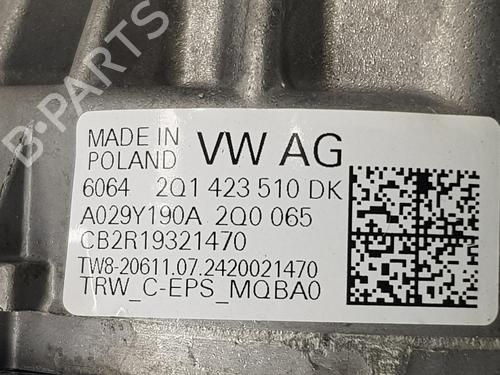 B-PARTS
MADE IN
POLAND
VW AG
6064 2Q1 423 510 DK
A029Y190A 2Q0 065
CB2R19321470
TW8-20611.07.2420021470
TRW_C-EPS_MQBA0